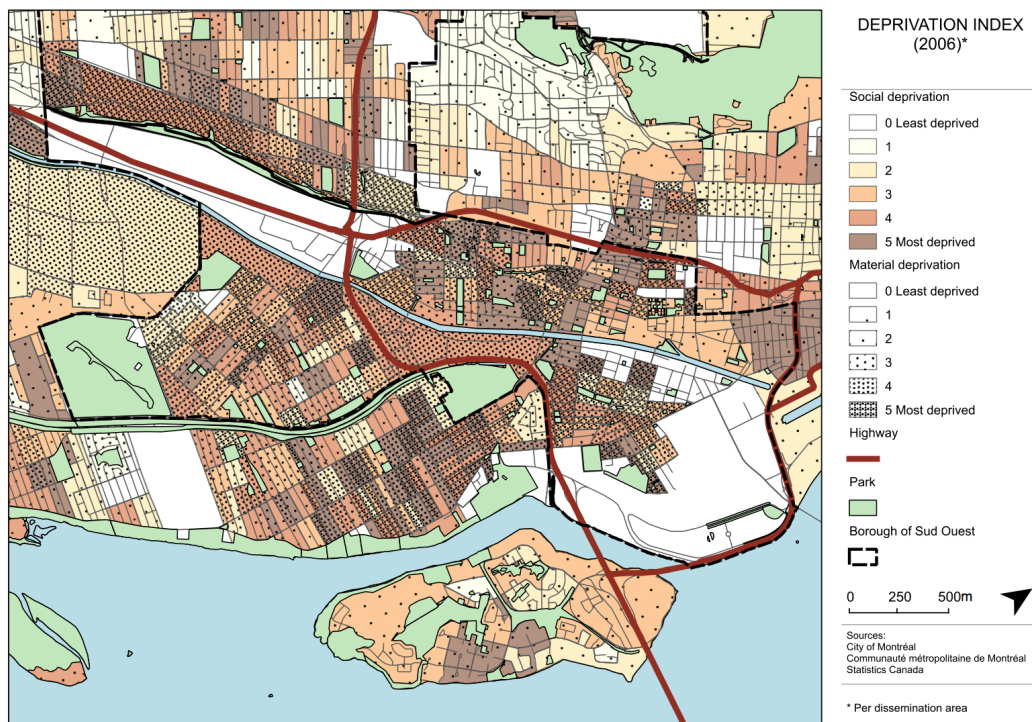 DEPRIVATION INDEX
(2006)*
Social deprivation
0 Least deprived
1
2
3
4
5 Most deprived
Material deprivation
0 Least deprived
1
2
3
4
5 Most deprived
Highway
Park
Borough of Sud Ouest
0 250 500m
Sources:
City of Montréal
Communauté métropolitaine de Montréal
Statistics Canada
* Per dissemination area